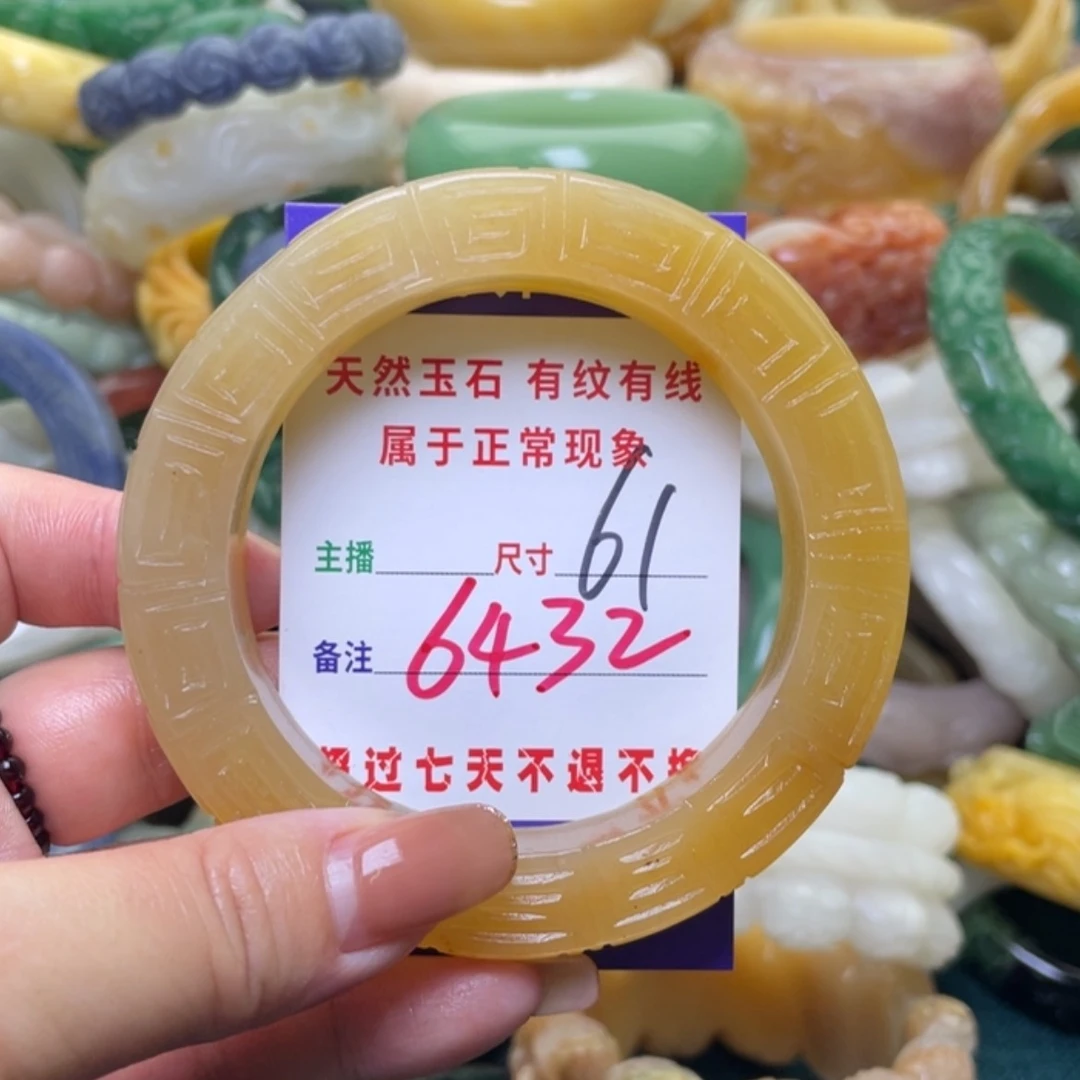 天然玉石 有纹有线
属于正常现象
主播 尺寸 61
备注 6432
过七天不退不